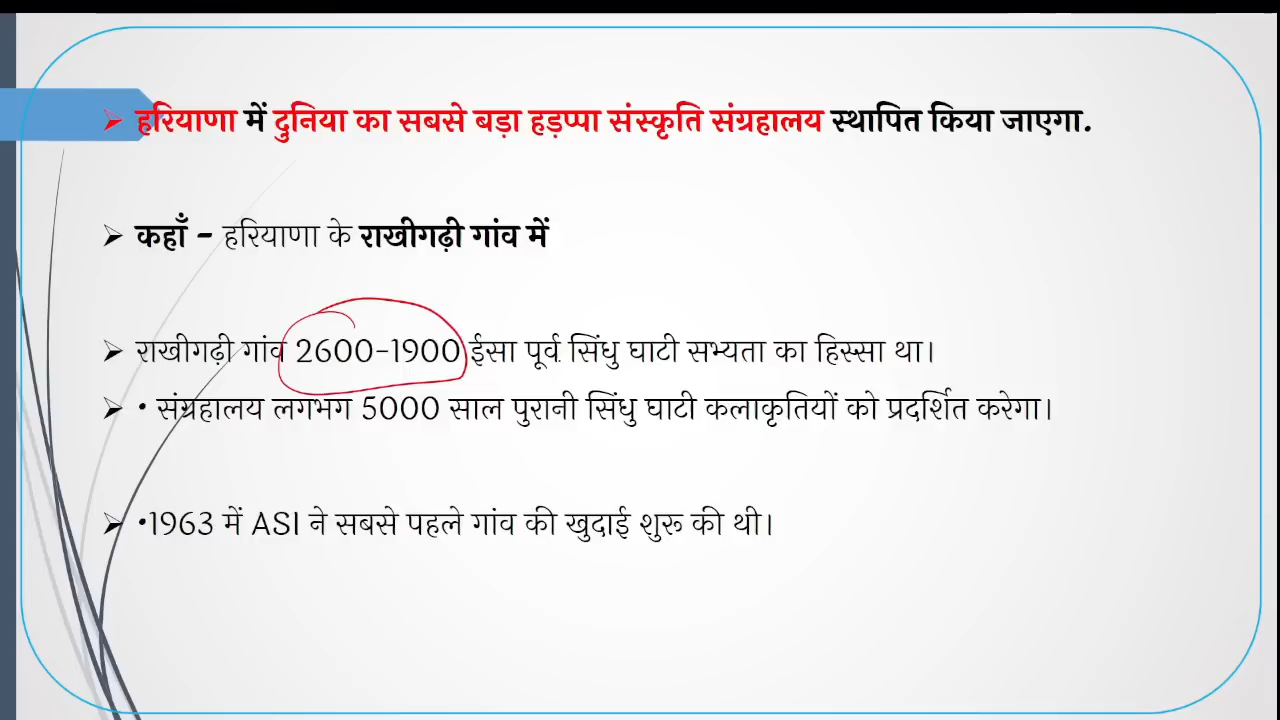 ➢ हरियाणा में दुनिया का सबसे बड़ा हड़प्पा संस्कृति संग्रहालय स्थापित किया जाएगा.
➢ कहाँ - हरियाणा के राखीगढ़ी गांव में
➢ राखीगढ़ी गांव 2600-1900 ईसा पूर्व सिंधु घाटी सभ्यता का हिस्सा था।
➢ • संग्रहालय लगभग 5000 साल पुरानी सिंधु घाटी कलाकृतियों को प्रदर्शित करेगा।
➢ •1963 में ASI ने सबसे पहले गांव की खुदाई शुरू की थी।